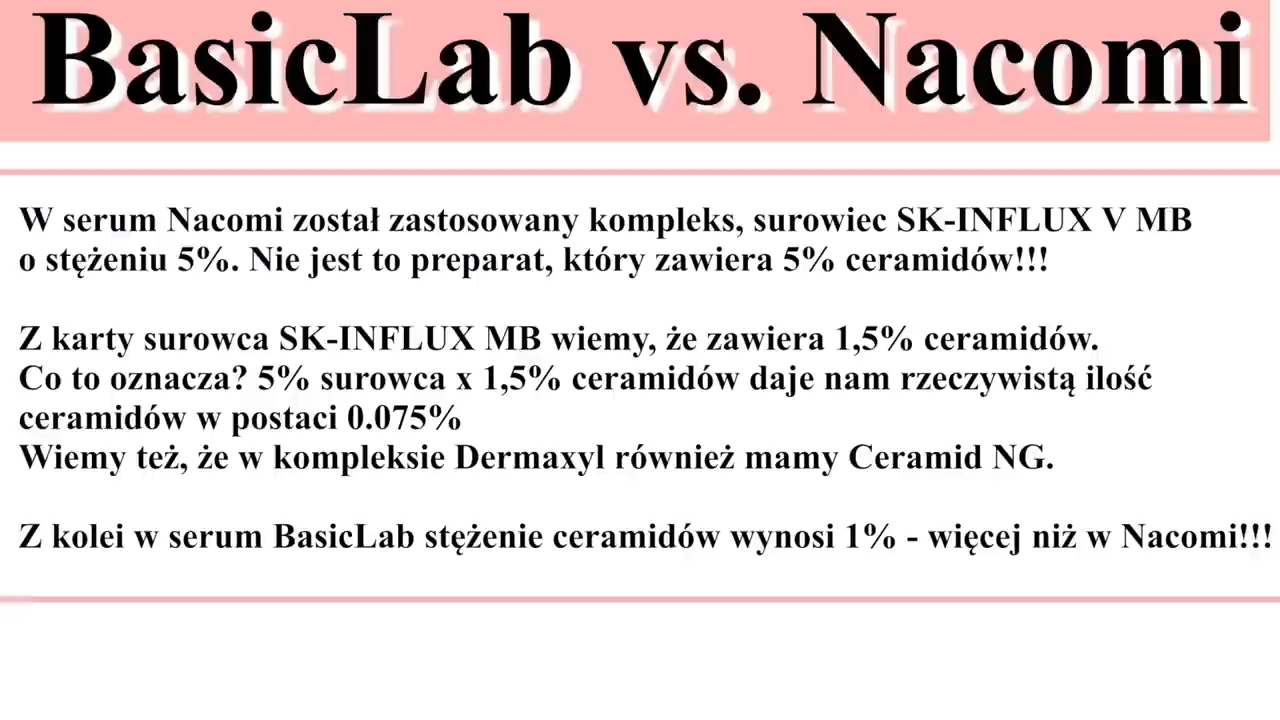 BasicLab vs. Nacomi
W serum Nacomi został zastosowany kompleks, surowiec SK-INFLUX V MB
o stężeniu 5%. Nie jest to preparat, który zawiera 5% ceramidów!!!
Z karty surowca SK-INFLUX MB wiemy, że zawiera 1,5% ceramidów.
Co to oznacza? 5% surowca x 1,5% ceramidów daje nam rzeczywistą ilość
ceramidów w postaci 0.075%
Wiemy też, że w kompleksie Dermaxyl również mamy Ceramid NG.
Z kolei w serum BasicLab stężenie ceramidów wynosi 1% - więcej niż w Nacomi!!!